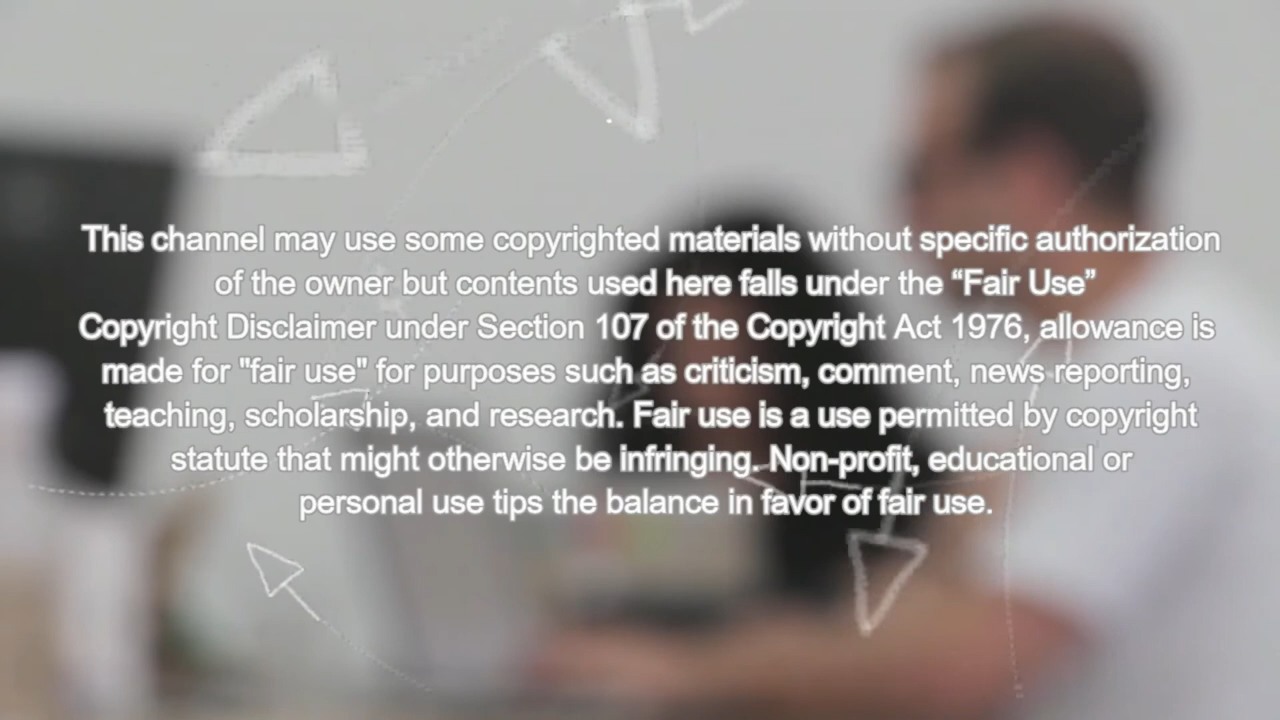 This channel may use some copyrighted materials without specific authorization
of the owner but contents used here falls under the “Fair Use”
Copyright Disclaimer under Section 107 of the Copyright Act 1976, allowance is
made for "fair use" for purposes such as criticism, comment, news reporting,
teaching, scholarship, and research. Fair use is a use permitted by copyright
statute that might otherwise be infringing. Non-profit, educational or
personal use tips the balance in favor of fair use.